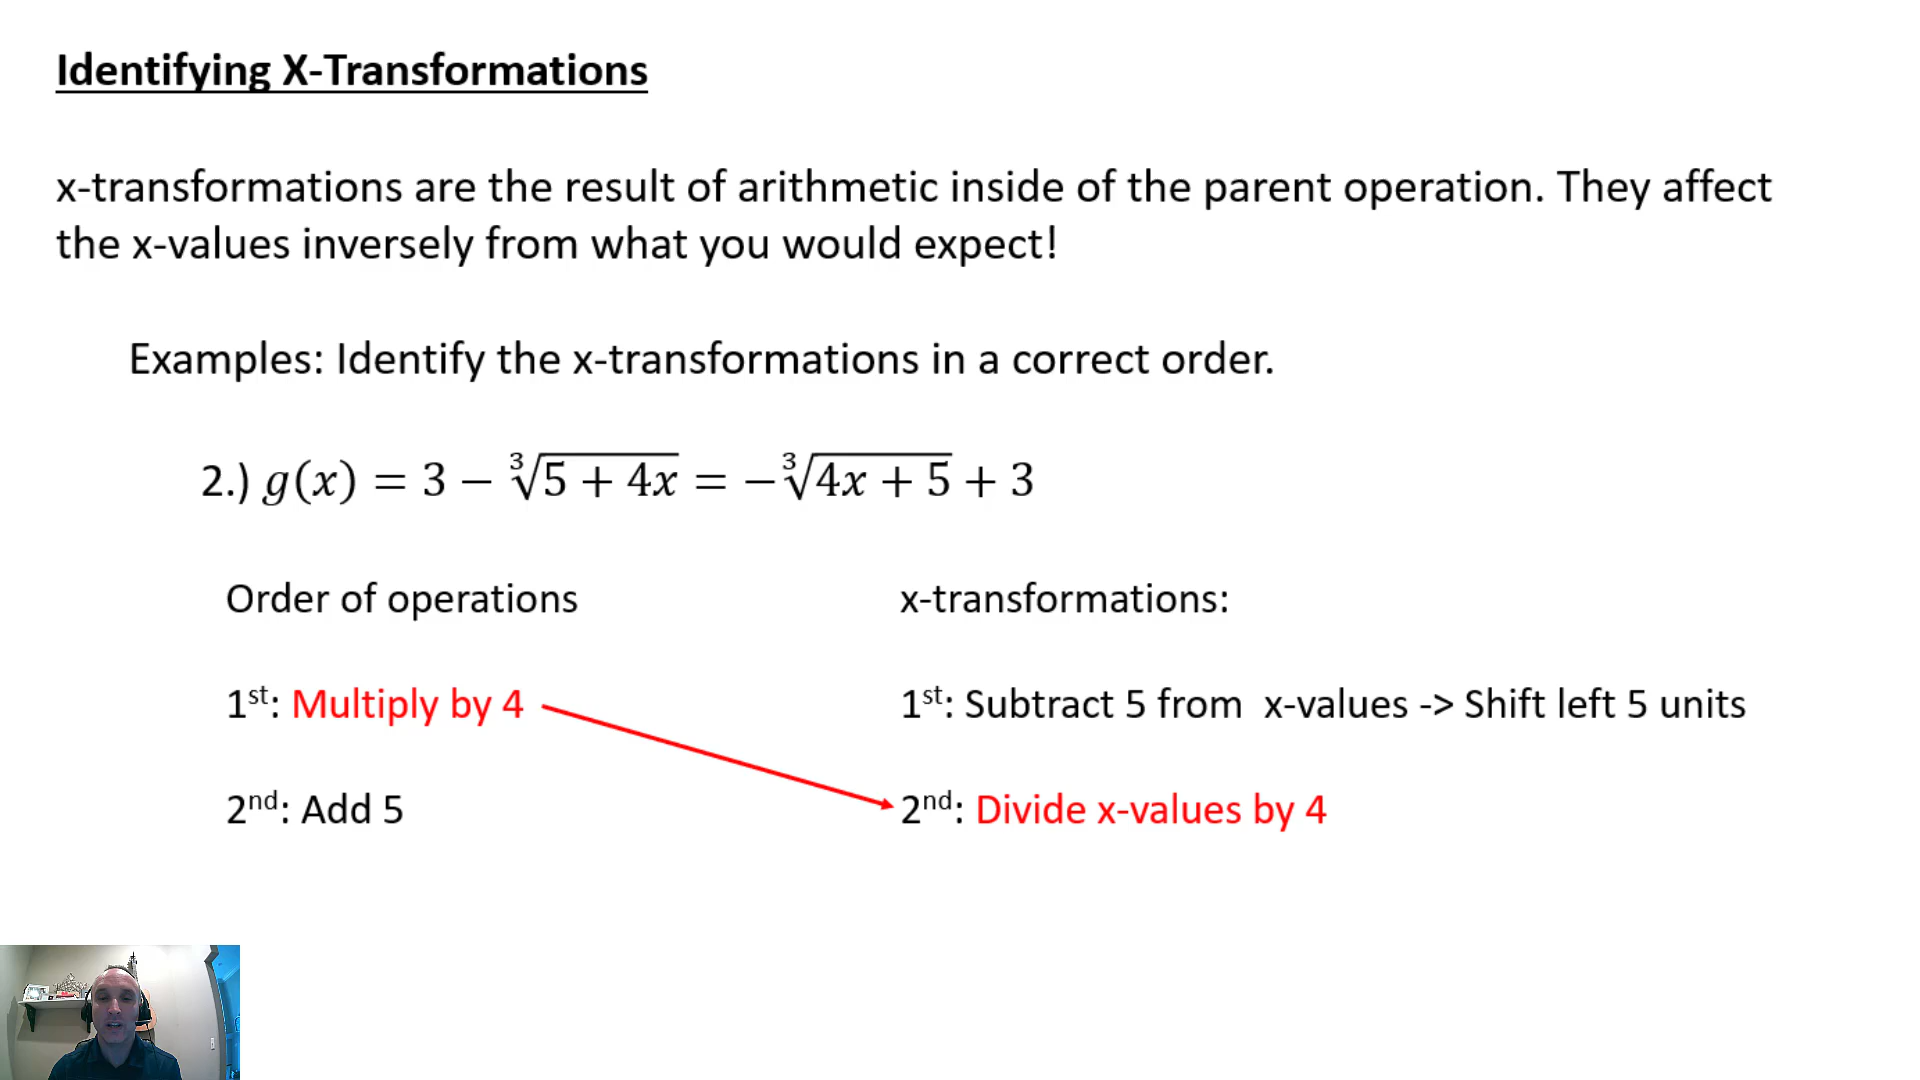 Identifying X-Transformations
x-transformations are the result of arithmetic inside of the parent operation. They affect
the x-values inversely from what you would expect!
Examples: Identify the x-transformations in a correct order.
2.) g(x) = 3 − ∛(5 + 4x) = −∛(4x + 5) + 3
Order of operations
x-transformations:
1st: Multiply by 4
1st: Subtract 5 from x-values -> Shift left 5 units
2nd: Add 5
2nd: Divide x-values by 4